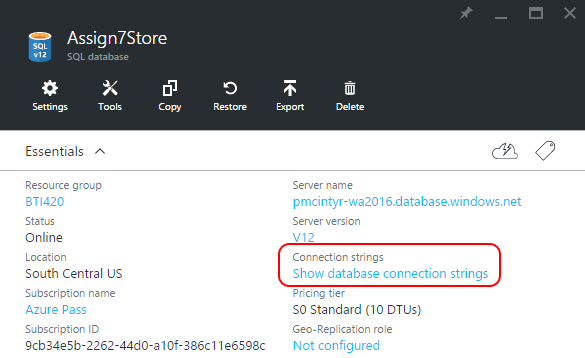 Assign7Store
SQL database
SQL
v12
Settings
Tools
Copy
Restore
Export
Delete
Essentials
Resource group
BTI420
Server name
pmcintyr-wa2016.database.windows.net
Status
Online
Server version
V12
Location
South Central US
Connection strings
Show database connection strings
Subscription name
Azure Pass
Pricing tier
S0 Standard (10 DTUs)
Subscription ID
9cb34e5b-2262-44d0-a10f-386c11e6598c
Geo-Replication role
Not configured